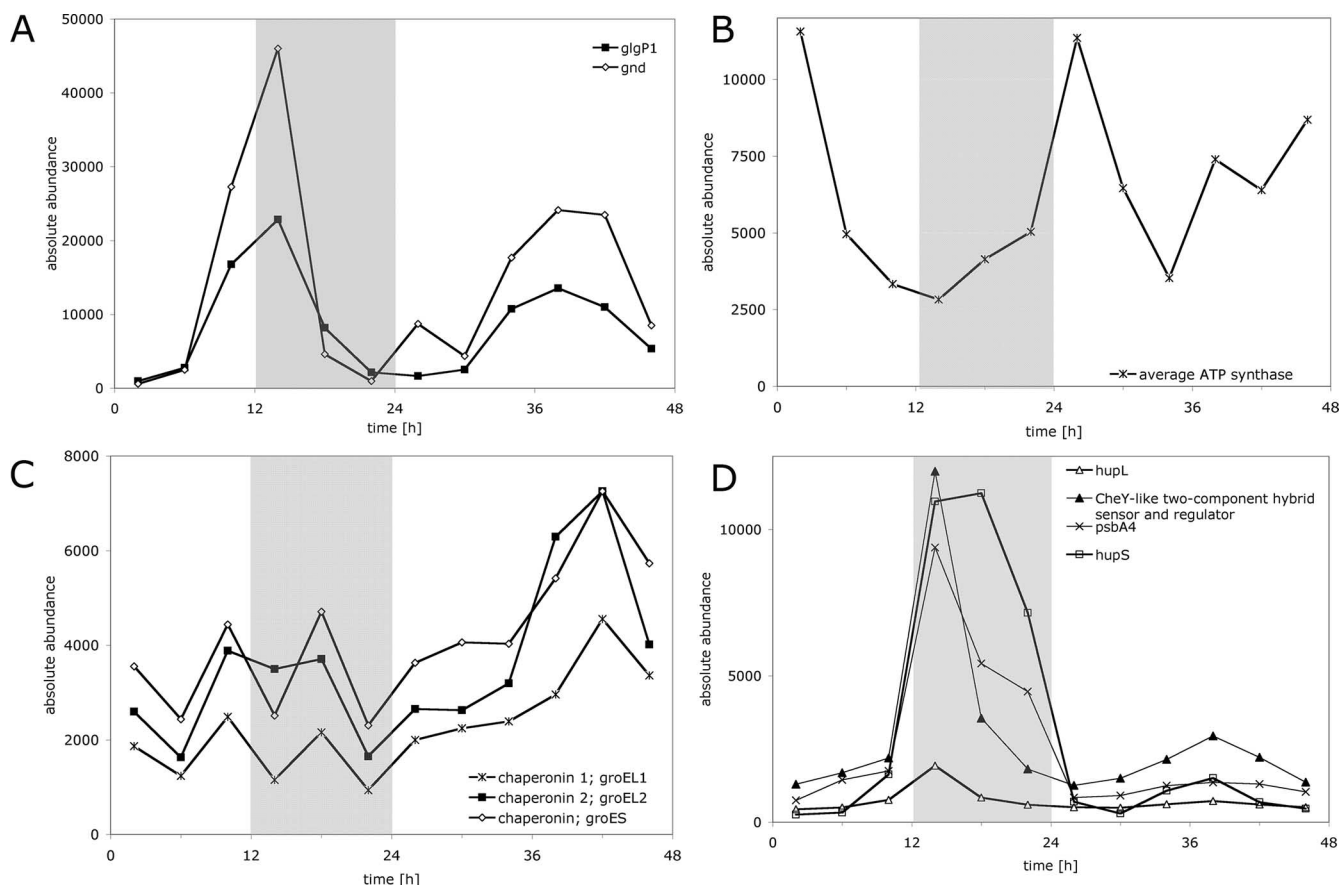 A
50000
40000
30000
20000
10000
0
absolute abundance
0 12 24 36 48
time [h]
glgP1
gnd
B
10000
7500
5000
2500
0
absolute abundance
0 12 24 36 48
time [h]
average ATP synthase
C
8000
6000
4000
2000
0
absolute abundance
0 12 24 36 48
time [h]
chaperonin 1; groEL1
chaperonin 2; groEL2
chaperonin; groES
D
10000
5000
0
absolute abundance
0 12 24 36 48
time [h]
hupL
CheY-like two-component hybrid
sensor and regulator
psbA4
hupS